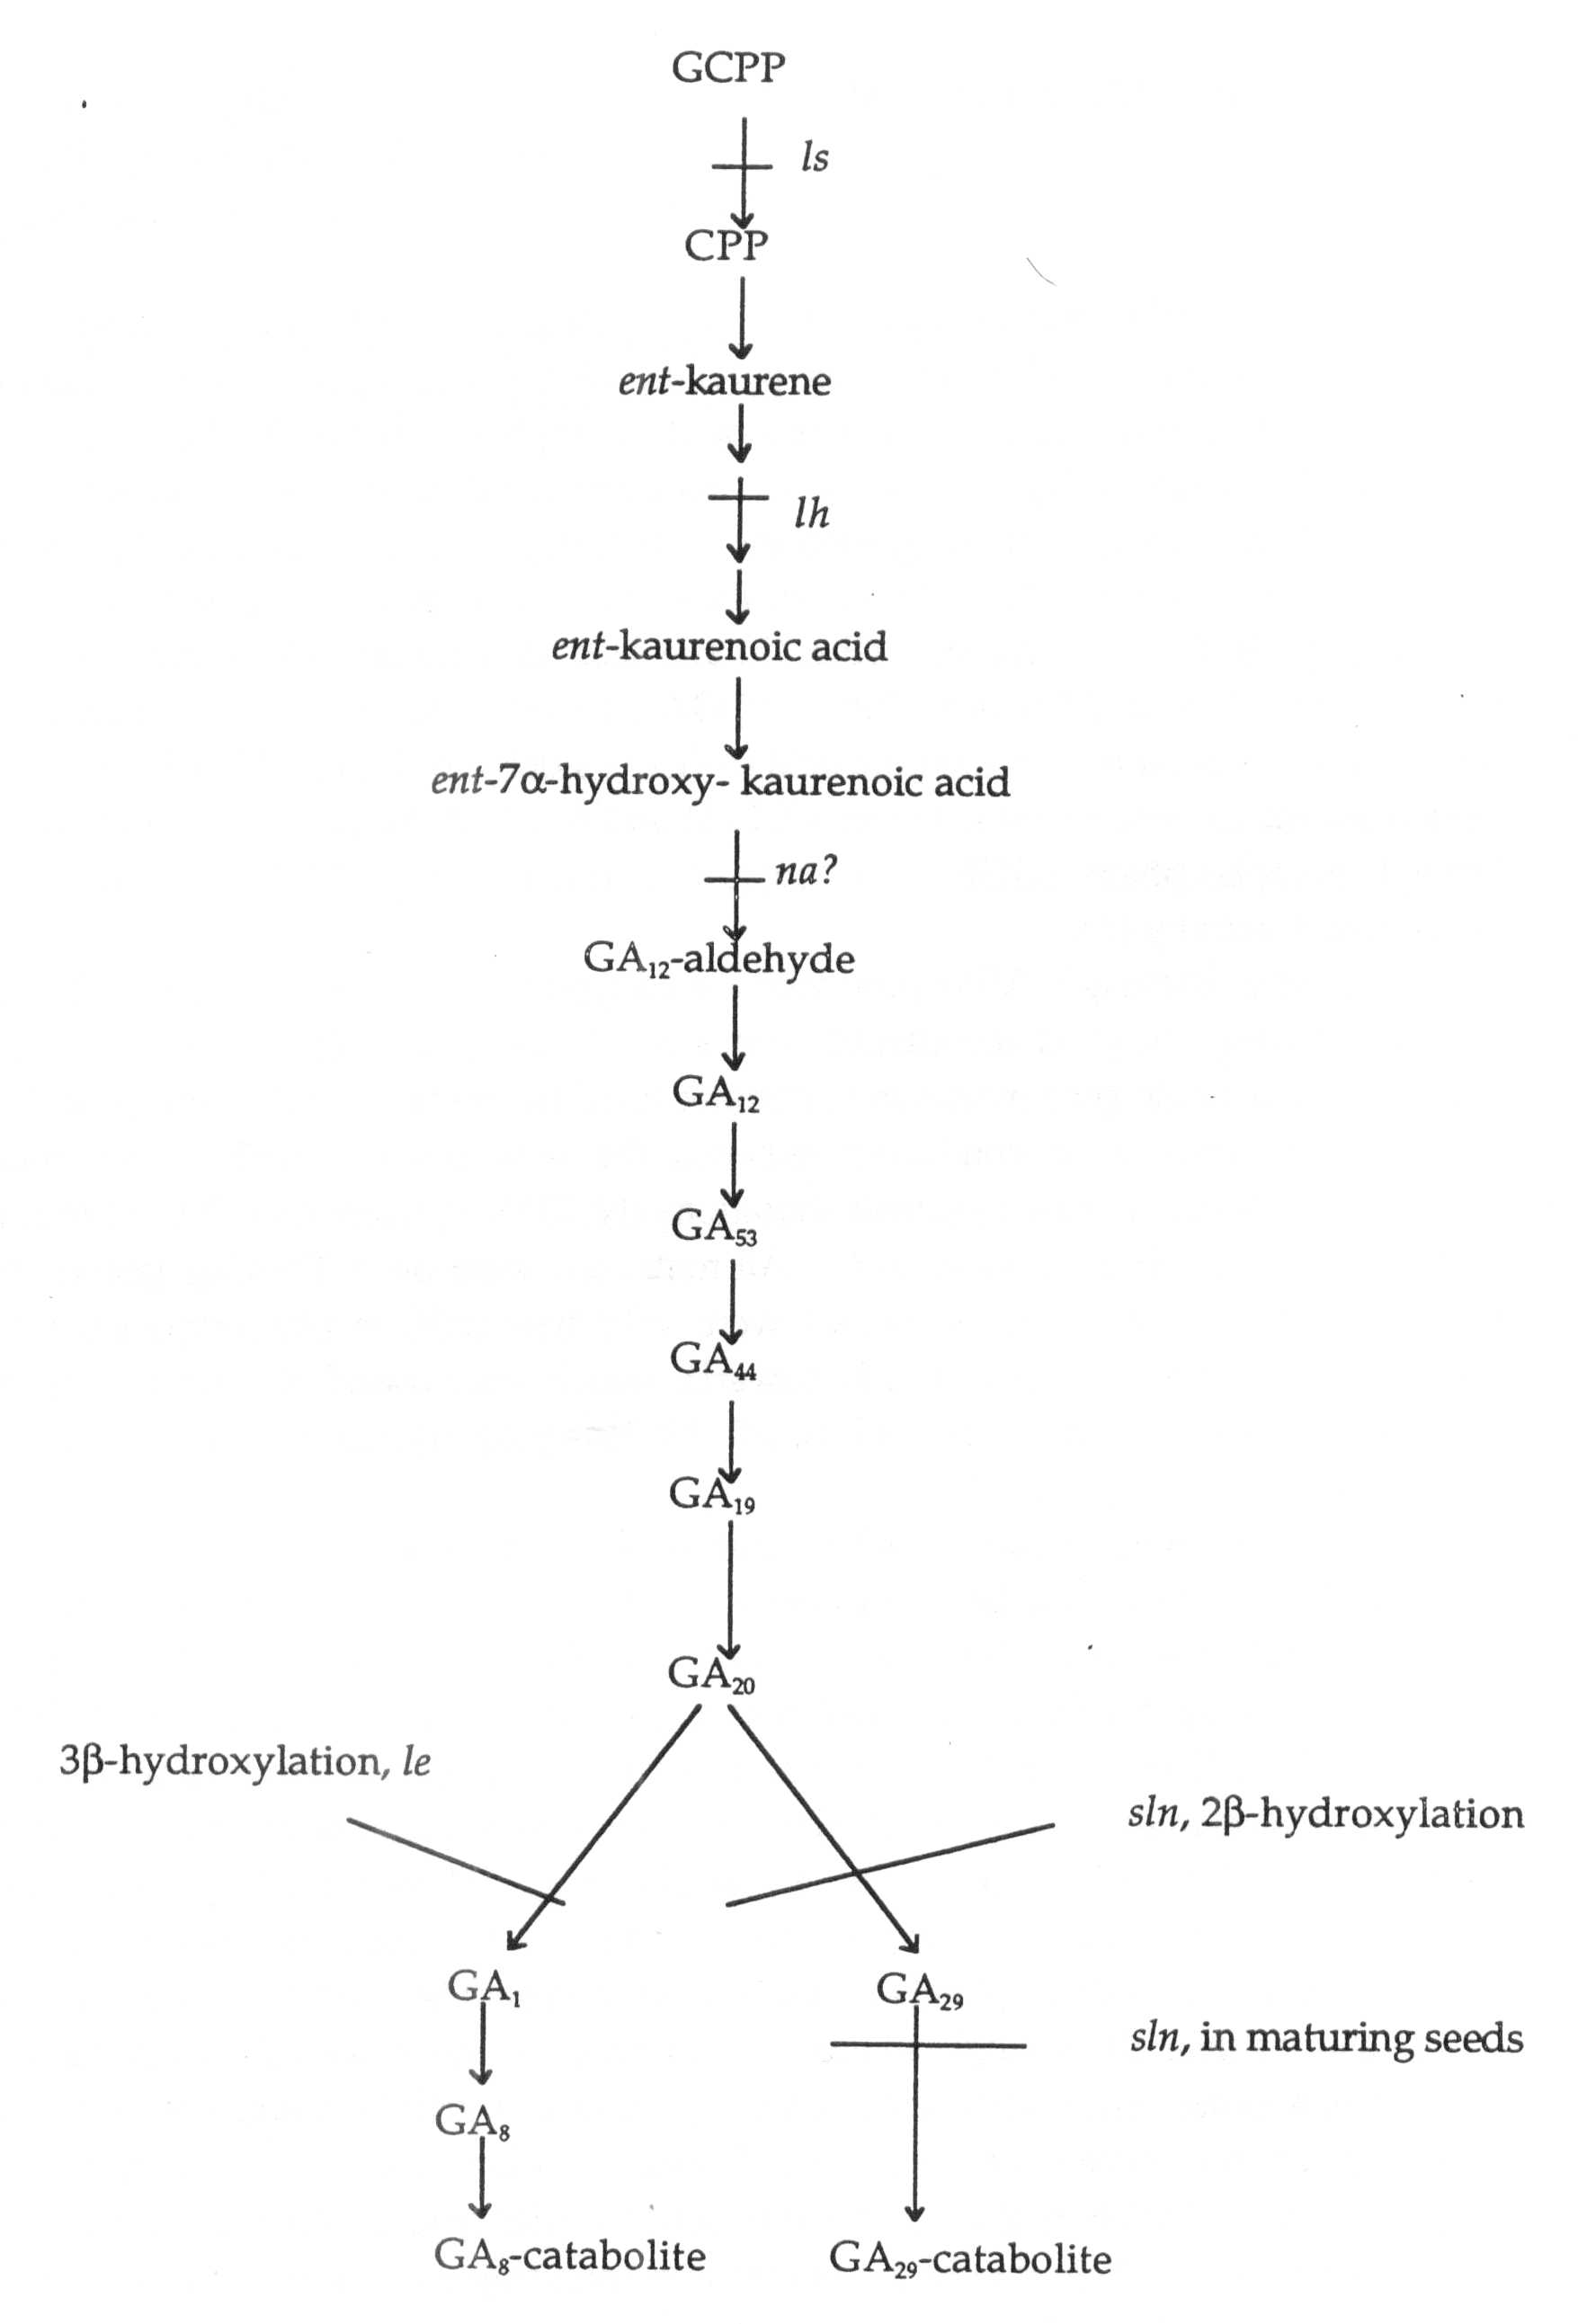 GCPP
ls
CPP
ent-kaurene
lh
ent-kaurenoic acid
ent-7α-hydroxy- kaurenoic acid
na?
GA₁₂-aldehyde
GA₁₂
GA₅₃
GA₄₄
GA₁₉
GA₂₀
3β-hydroxylation, le
sln, 2β-hydroxylation
GA₁
GA₂₉
sln, in maturing seeds
GA₈
GA₈-catabolite
GA₂₉-catabolite